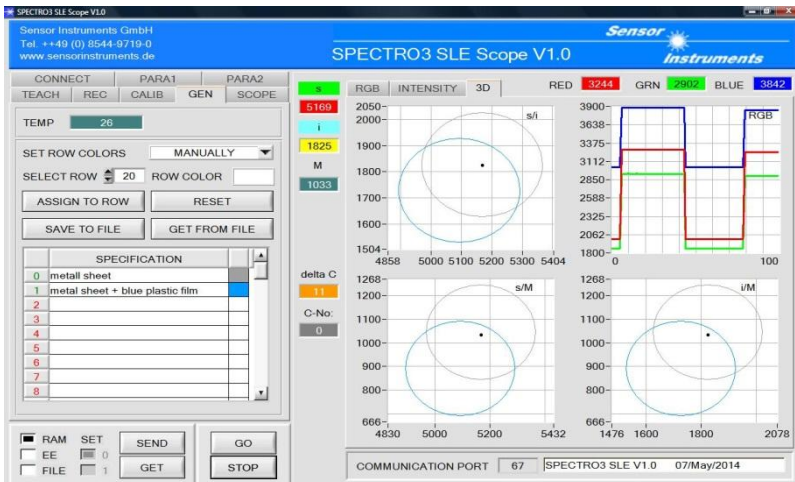 SPECTRO3 SLE Scope V1.0
Sensor Instruments GmbH
Tel. ++49 (0) 8544-9719-0
www.sensorinstruments.de
SPECTRO3 SLE Scope V1.0
Sensor
Instruments
CONNECT PARA1 PARA2
TEACH REC CALIB GEN SCOPE
TEMP 26
SET ROW COLORS MANUALLY
SELECT ROW 20 ROW COLOR
ASSIGN TO ROW RESET
SAVE TO FILE GET FROM FILE
SPECIFICATION
0 metall sheet
1 metal sheet + blue plastic film
2
3
4
5
6
7
8
RAM SET
EE 0
FILE 1
SEND GO
GET STOP
s
5169
i
1825
M
1033
delta C
11
C-No:
0
RGB INTENSITY 3D RED 3244 GRN 2902 BLUE 3842
s/i
2050-
2000-
1900-
1800-
1700-
1600-
1504-
4858 5000 5100 5200 5300 5404
RGB
3900-
3638-
3375-
3112-
2850-
2588-
2325-
2062-
1800-
0 100
s/M
1268-
1200-
1100-
1000-
900-
800-
666-
4830 5000 5200 5432
i/M
1268-
1200-
1100-
1000-
900-
800-
666-
1476 1600 1800 2078
COMMUNICATION PORT 67 SPECTRO3 SLE V1.0 07/May/2014